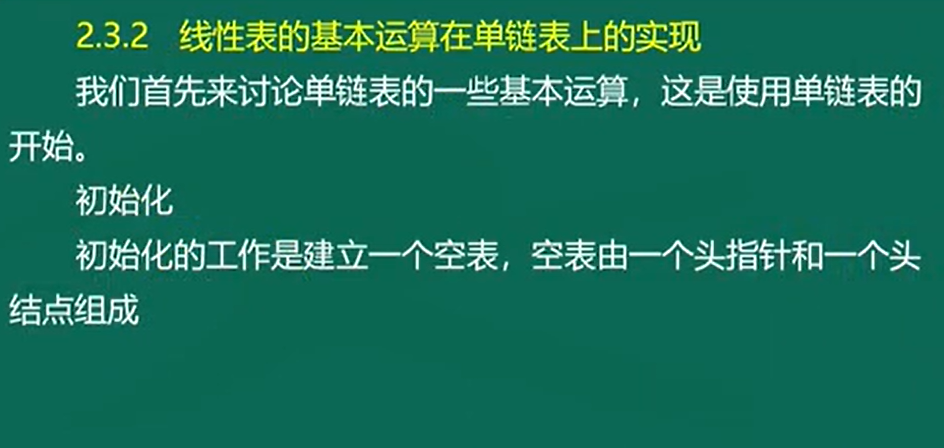 2.3.2 线性表的基本运算在单链表上的实现
我们首先来讨论单链表的一些基本运算，这是使用单链表的
开始。
初始化
初始化的工作是建立一个空表，空表由一个头指针和一个头
结点组成